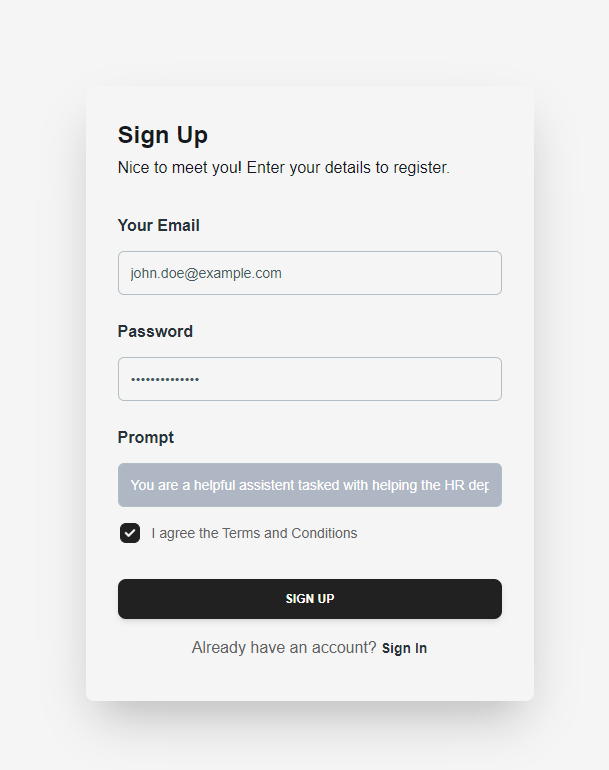 Sign Up
Nice to meet you! Enter your details to register.
Your Email
john.doe@example.com
Password
••••••••••••••
Prompt
You are a helpful assistent tasked with helping the HR dep
I agree the Terms and Conditions
SIGN UP
Already have an account? Sign In